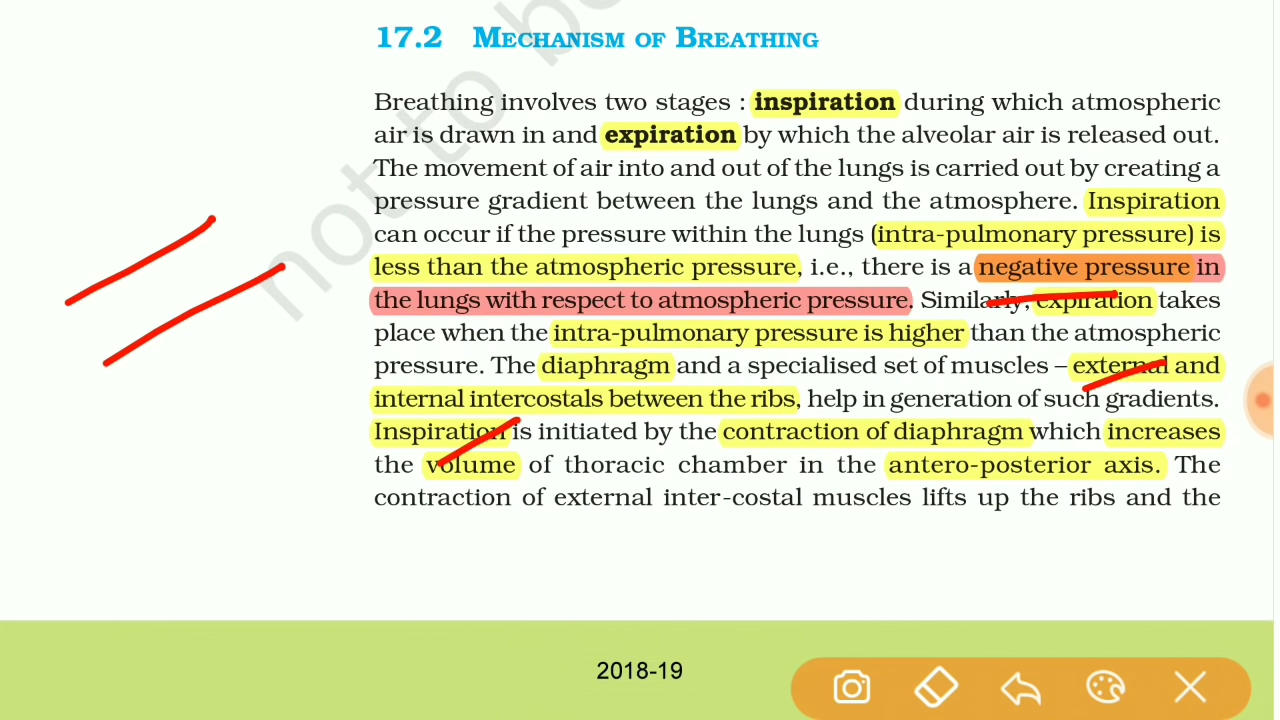 17.2 MECHANISM OF BREATHING
Breathing involves two stages : inspiration during which atmospheric
air is drawn in and expiration by which the alveolar air is released out.
The movement of air into and out of the lungs is carried out by creating a
pressure gradient between the lungs and the atmosphere. Inspiration
can occur if the pressure within the lungs (intra-pulmonary pressure) is
less than the atmospheric pressure, i.e., there is a negative pressure in
the lungs with respect to atmospheric pressure. Similarly, expiration takes
place when the intra-pulmonary pressure is higher than the atmospheric
pressure. The diaphragm and a specialised set of muscles – external and
internal intercostals between the ribs, help in generation of such gradients.
Inspiration is initiated by the contraction of diaphragm which increases
the volume of thoracic chamber in the antero-posterior axis. The
contraction of external inter-costal muscles lifts up the ribs and the
not to be
2018-19